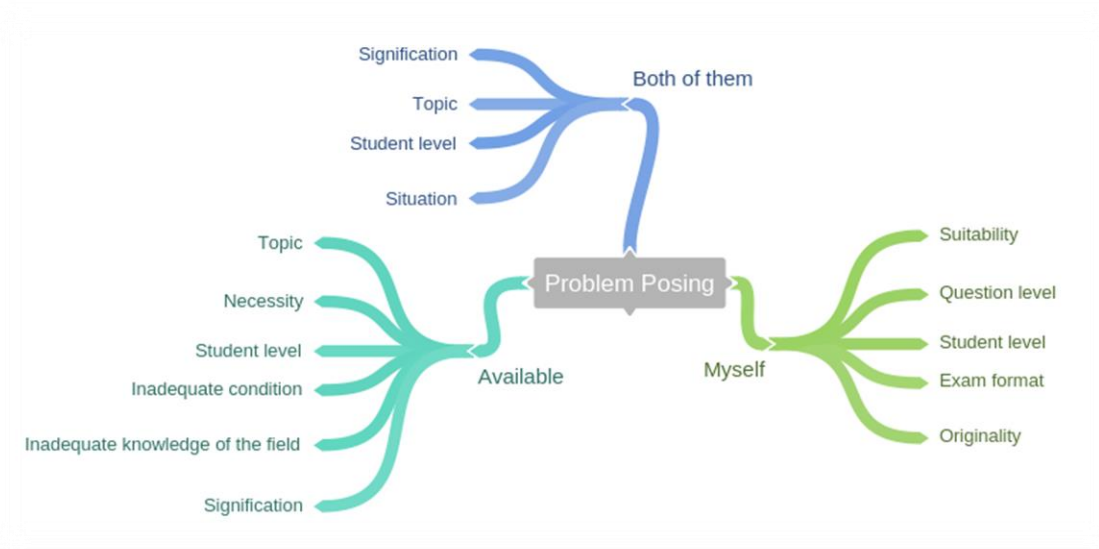 Both of them
Signification
Topic
Student level
Situation
Problem Posing
Available
Topic
Necessity
Student level
Inadequate condition
Inadequate knowledge of the field
Signification
Myself
Suitability
Question level
Student level
Exam format
Originality